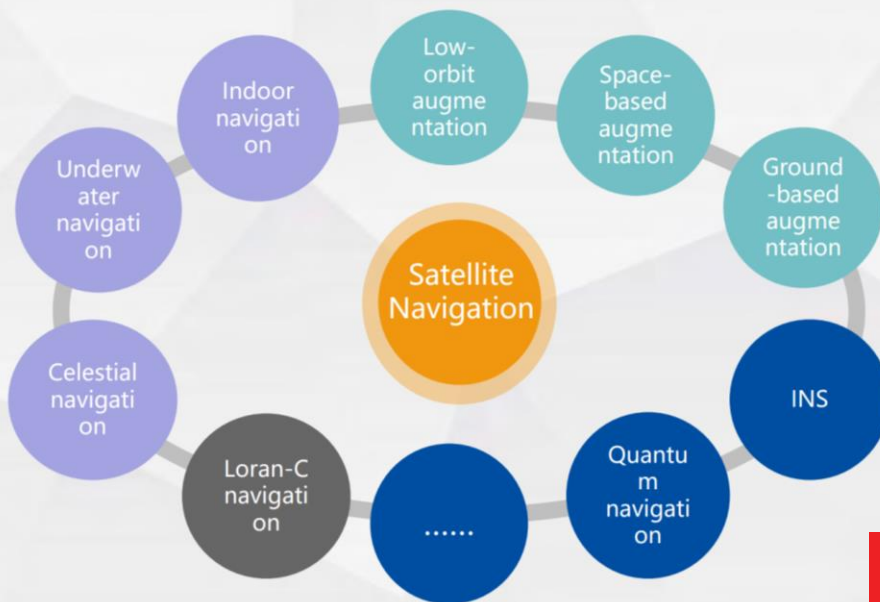 Low-
orbit
augme
ntation
Space-
based
augme
ntation
Ground
-based
augme
ntation
INS
Quantu
m
navigati
on
......
Loran-C
navigati
on
Celestial
navigati
on
Underw
ater
navigati
on
Indoor
navigati
on
Satellite
Navigation